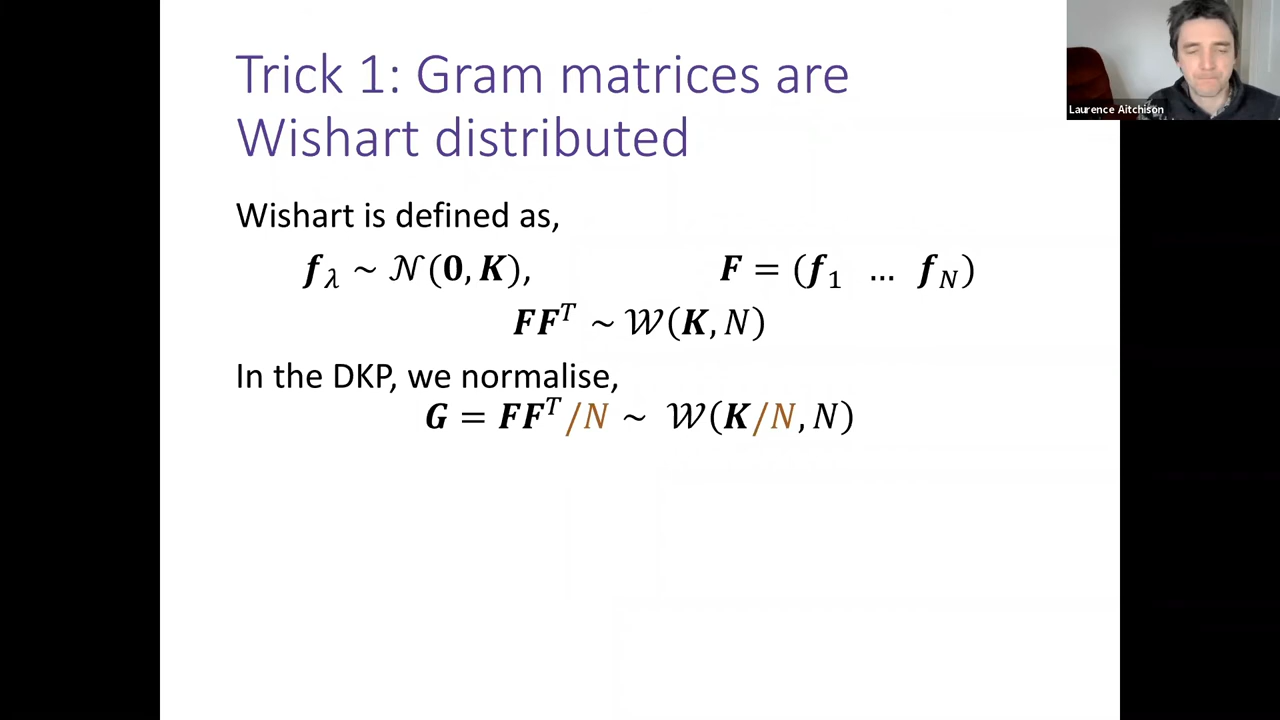 Trick 1: Gram matrices are
Wishart distributed
Laurence Aitchison
Wishart is defined as,
𝒇_λ ~ 𝒩(𝟎, 𝑲), 𝑭 = (𝒇_1 … 𝒇_N)
𝑭𝑭^T ~ 𝒲(𝑲, N)
In the DKP, we normalise,
𝑮 = 𝑭𝑭^T/N ~ 𝒲(𝑲/N, N)